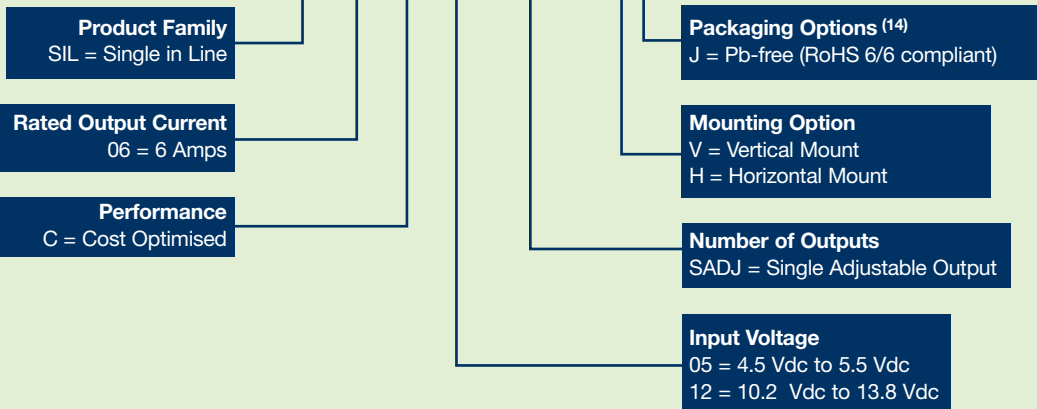 Product Family
SIL = Single in Line
Rated Output Current
06 = 6 Amps
Performance
C = Cost Optimised
Packaging Options (14)
J = Pb-free (RoHS 6/6 compliant)
Mounting Option
V = Vertical Mount
H = Horizontal Mount
Number of Outputs
SADJ = Single Adjustable Output
Input Voltage
05 = 4.5 Vdc to 5.5 Vdc
12 = 10.2 Vdc to 13.8 Vdc